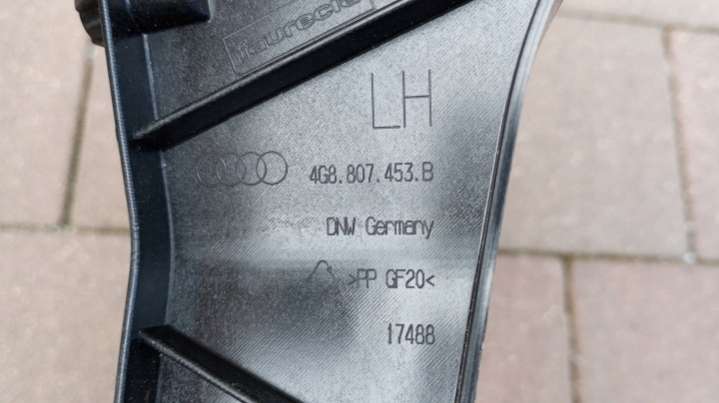 faurecia
LH
4G8.807.453.B
DNW Germany
>PP GF20<
17488